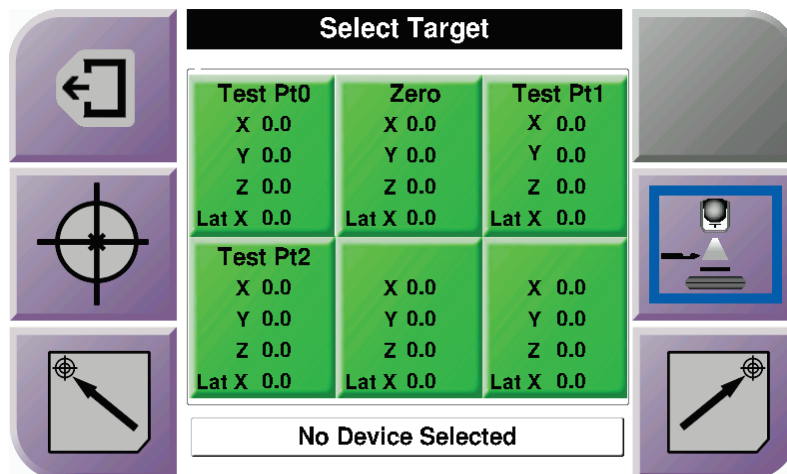 Select Target
Test Pt0
X 0.0
Y 0.0
Z 0.0
Lat X 0.0
Zero
X 0.0
Y 0.0
Z 0.0
Lat X 0.0
Test Pt1
X 0.0
Y 0.0
Z 0.0
Lat X 0.0
Test Pt2
X 0.0
Y 0.0
Z 0.0
Lat X 0.0
X 0.0
Y 0.0
Z 0.0
Lat X 0.0
X 0.0
Y 0.0
Z 0.0
Lat X 0.0
No Device Selected